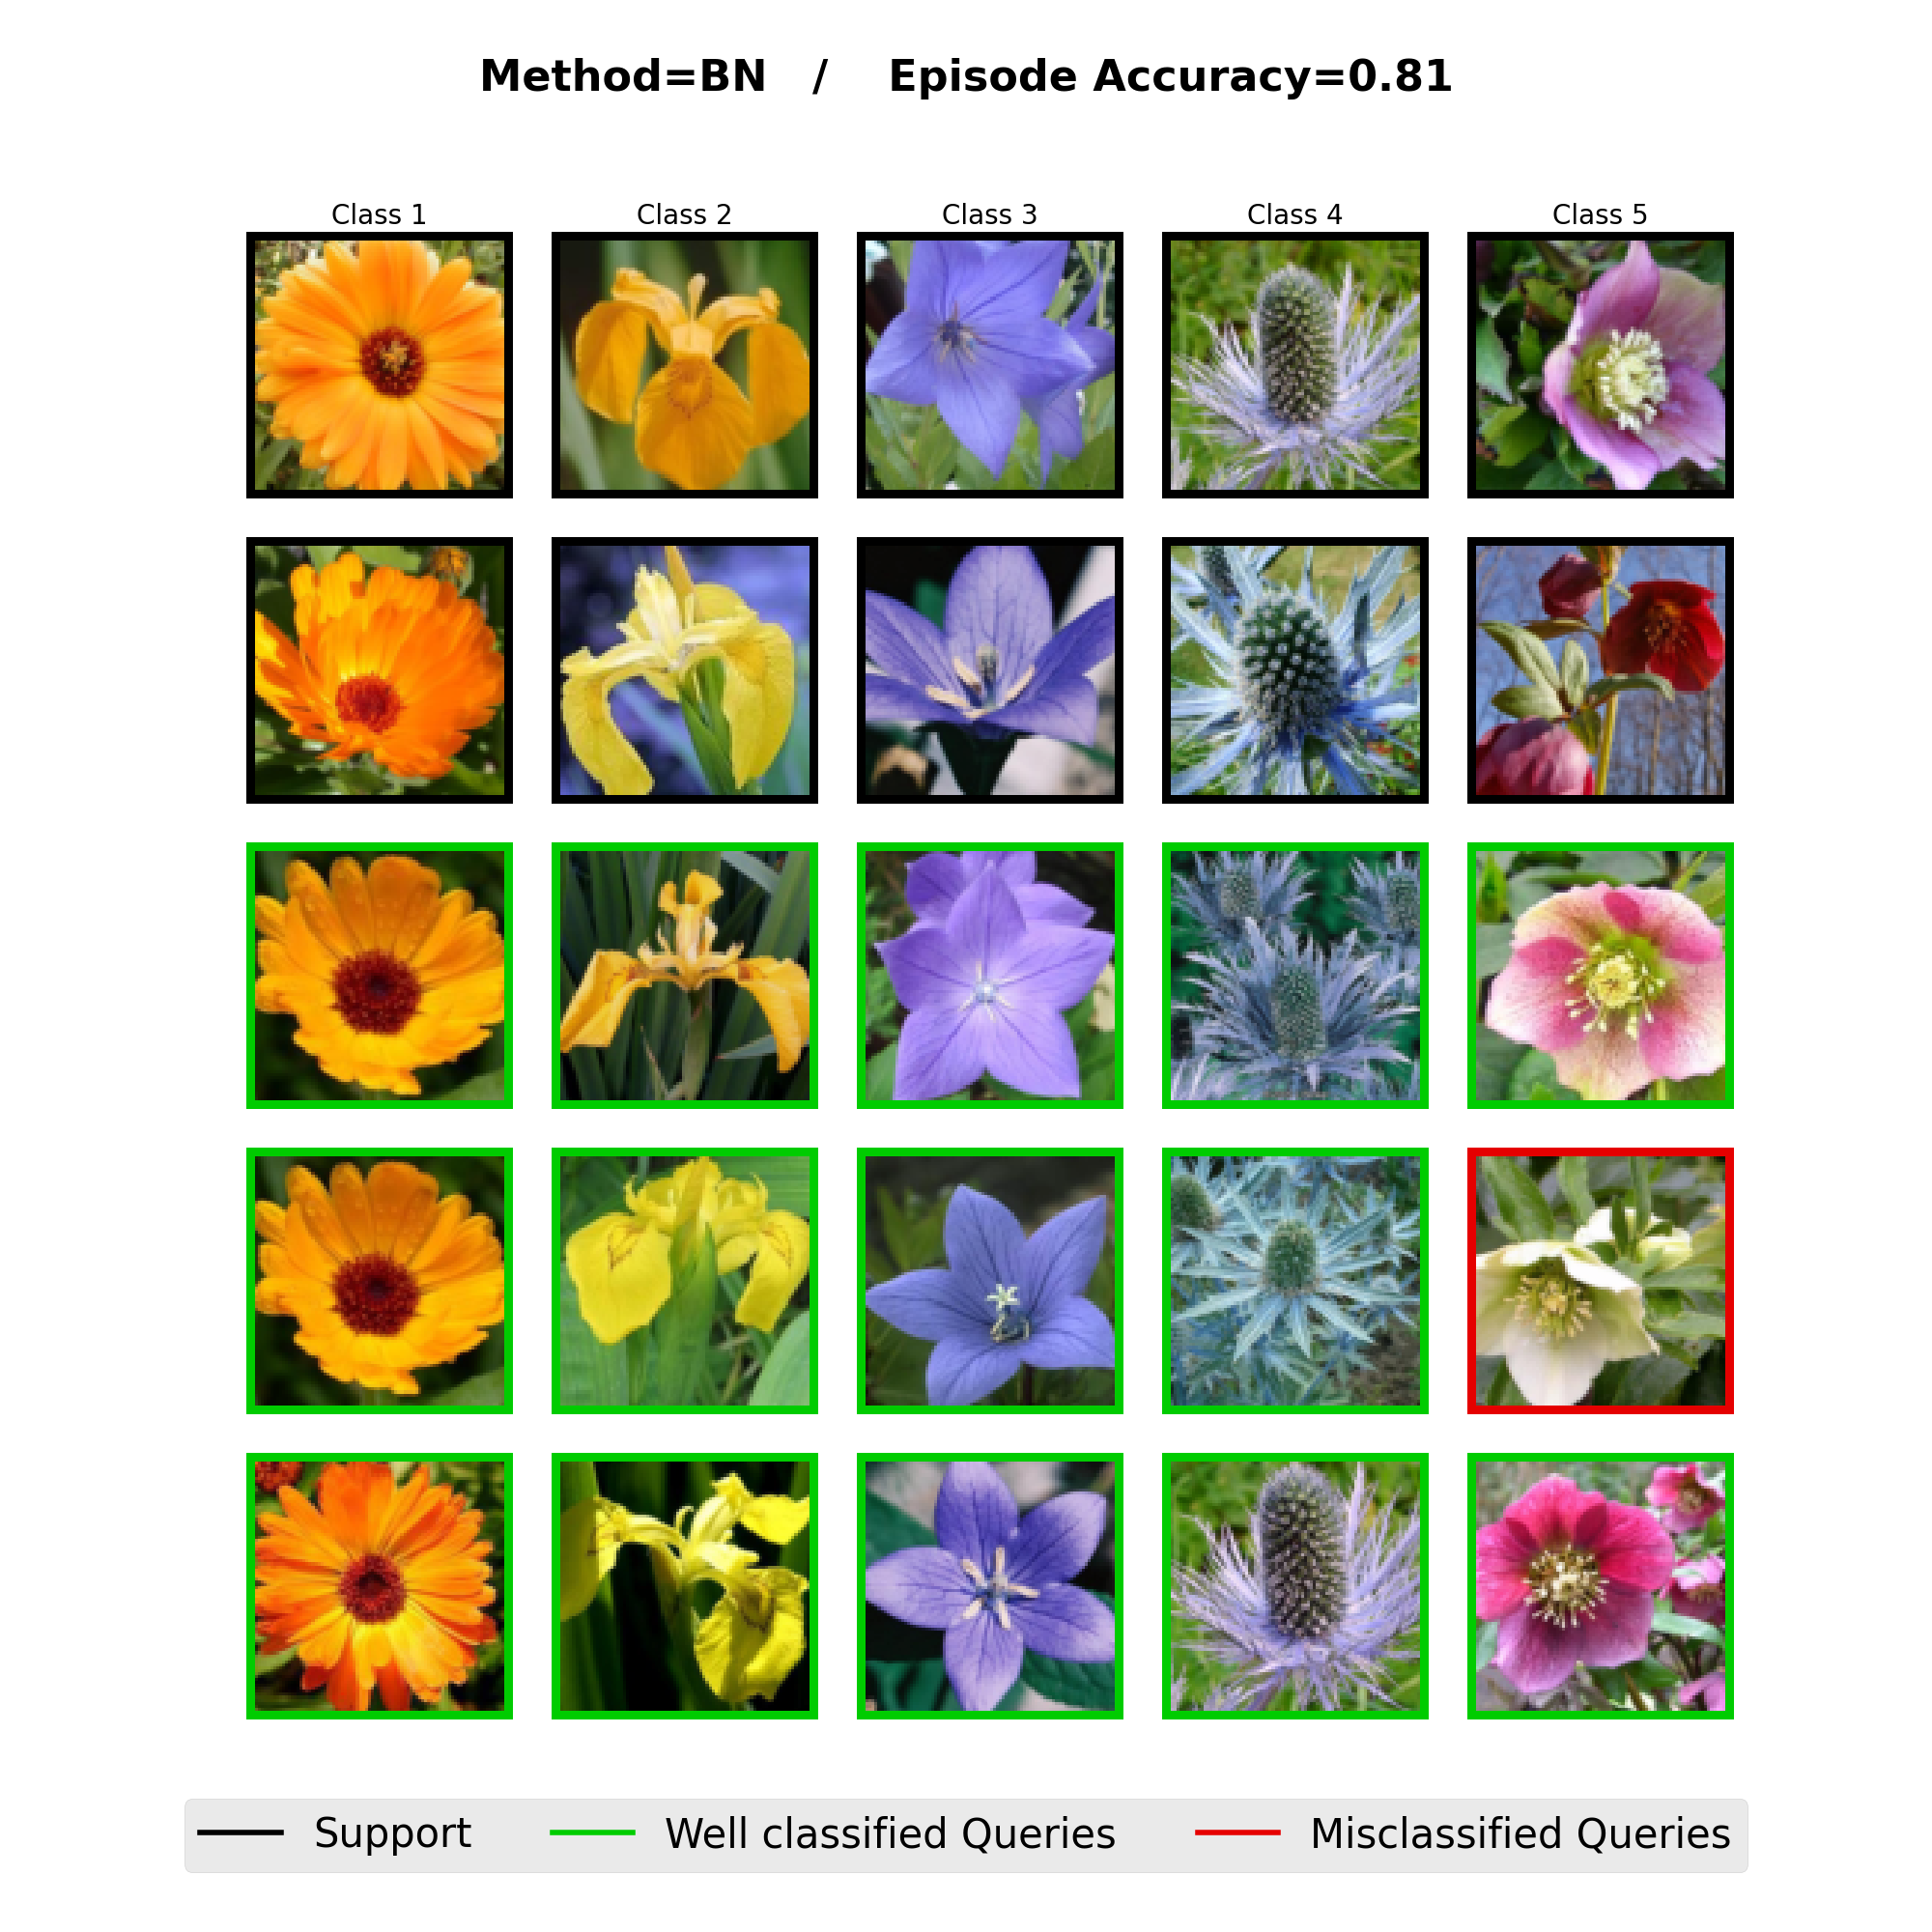 Method=BN / Episode Accuracy=0.81
Class 1 Class 2 Class 3 Class 4 Class 5
Support Well classified Queries Misclassified Queries